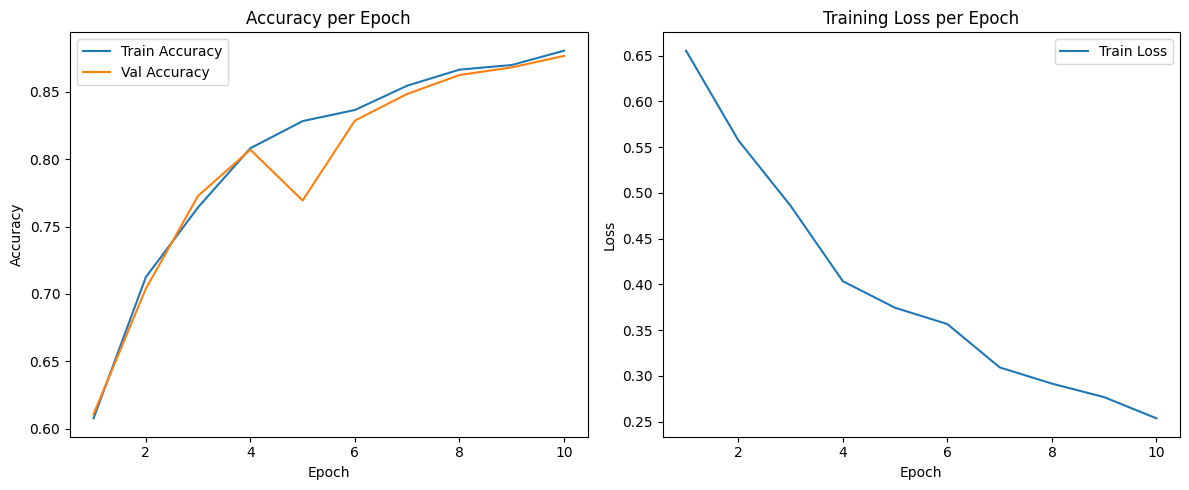 Accuracy per Epoch
Train Accuracy
Val Accuracy
0.85
0.80
0.75
0.70
0.65
0.60
Accuracy
2 4 6 8 10
Epoch
Training Loss per Epoch
Train Loss
0.65
0.60
0.55
0.50
0.45
0.40
0.35
0.30
0.25
Loss
2 4 6 8 10
Epoch